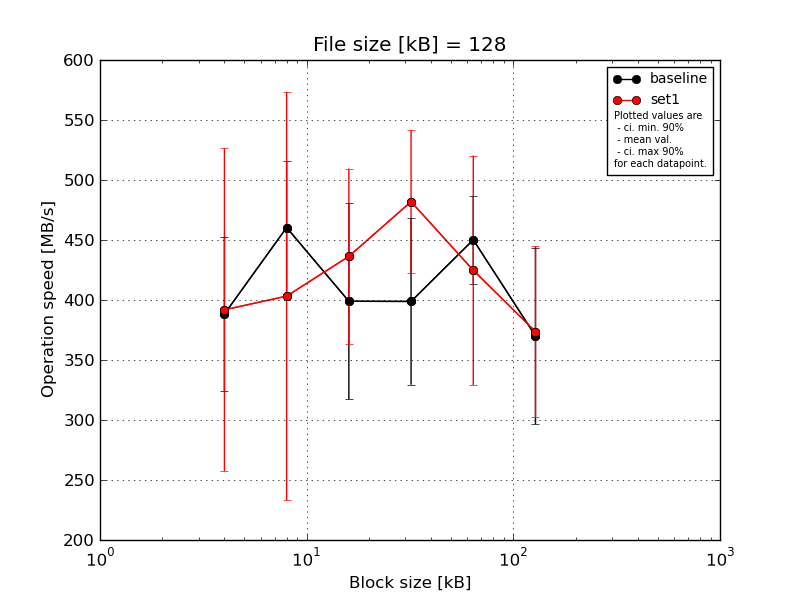 File size [kB] = 128
600
550
500
450
400
350
300
250
200
Operation speed [MB/s]
baseline
set1
Plotted values are
- ci. min. 90%
- mean val.
- ci. max 90%
for each datapoint.
10^0 10^1 10^2 10^3
Block size [kB]